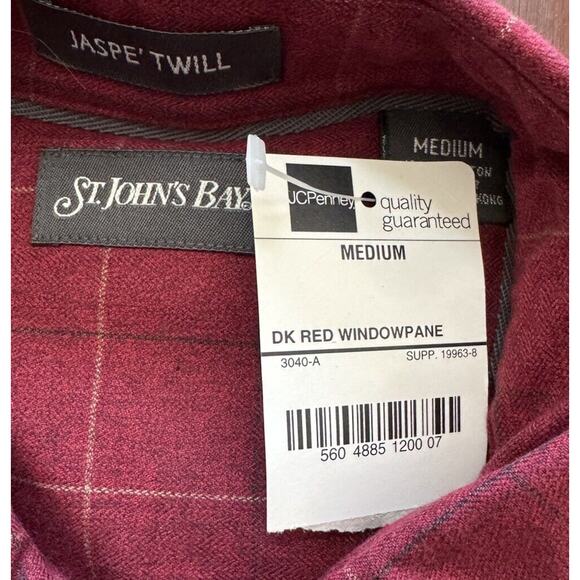 JASPE' TWILL
ST. JOHN'S BAY
MEDIUM
KONG
JCPenney
quality
guaranteed
MEDIUM
DK RED WINDOWPANE
3040-A SUPP. 19963-8
560 4885 1200 07